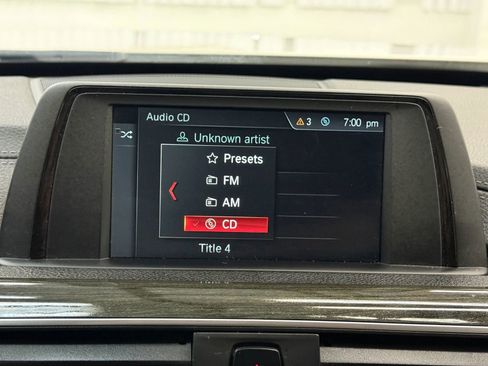 Audio CD
3 7:00 pm
Unknown artist
Presets
FM
AM
CD
Title 4